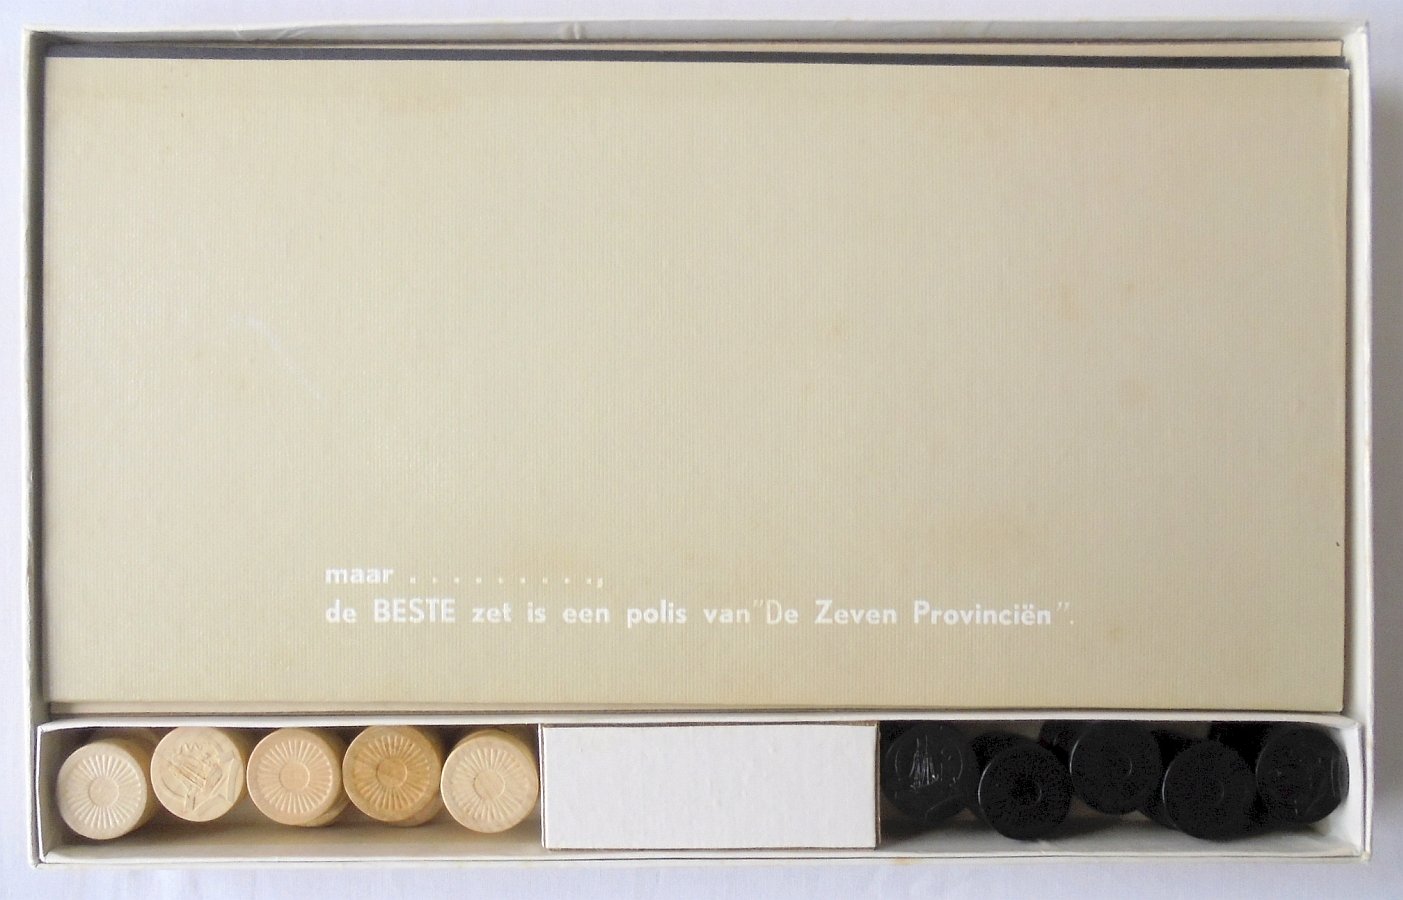 maar . . . . . . . . .,
de BESTE zet is een polis van "De Zeven Provinciën".